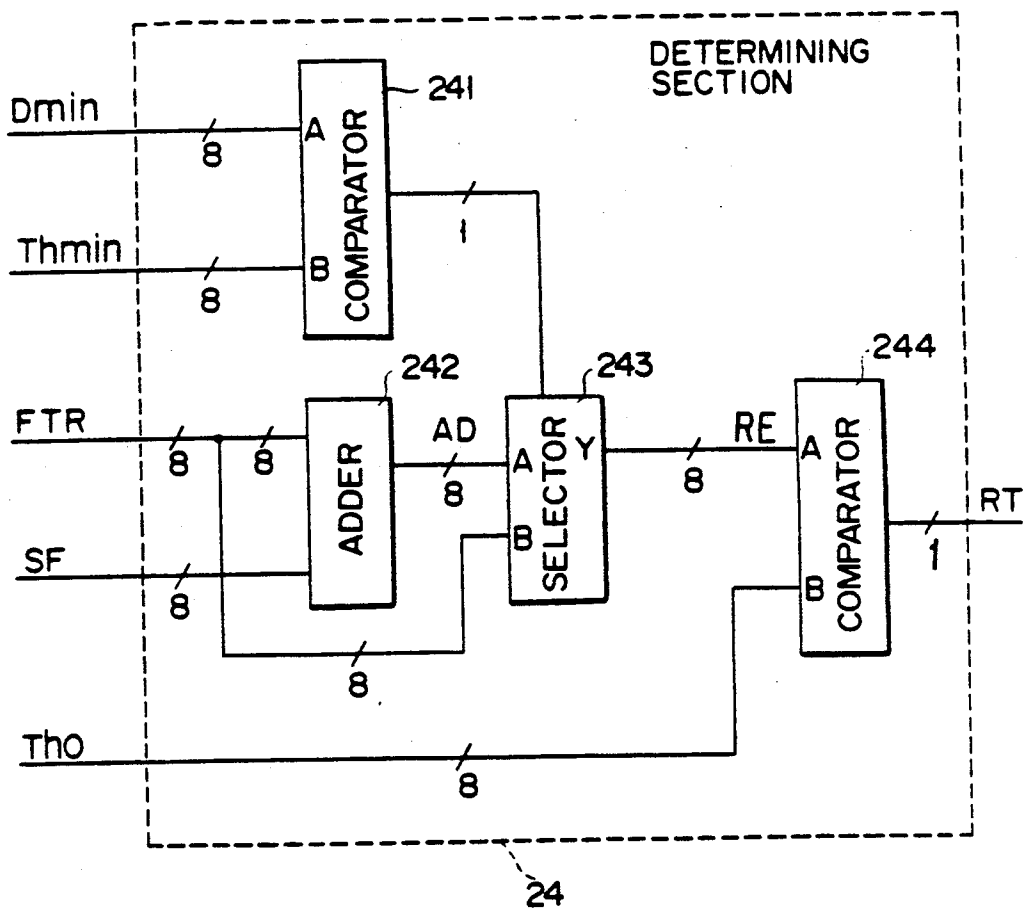 DETERMINING
SECTION
241
Dmin
8
A
COMPARATOR
1
Thmin
8
B
242
243
244
FTR
8
8
ADDER
AD
8
A
Y
SELECTOR
B
RE
8
A
COMPARATOR
B
RT
1
SF
8
8
Th0
8
24